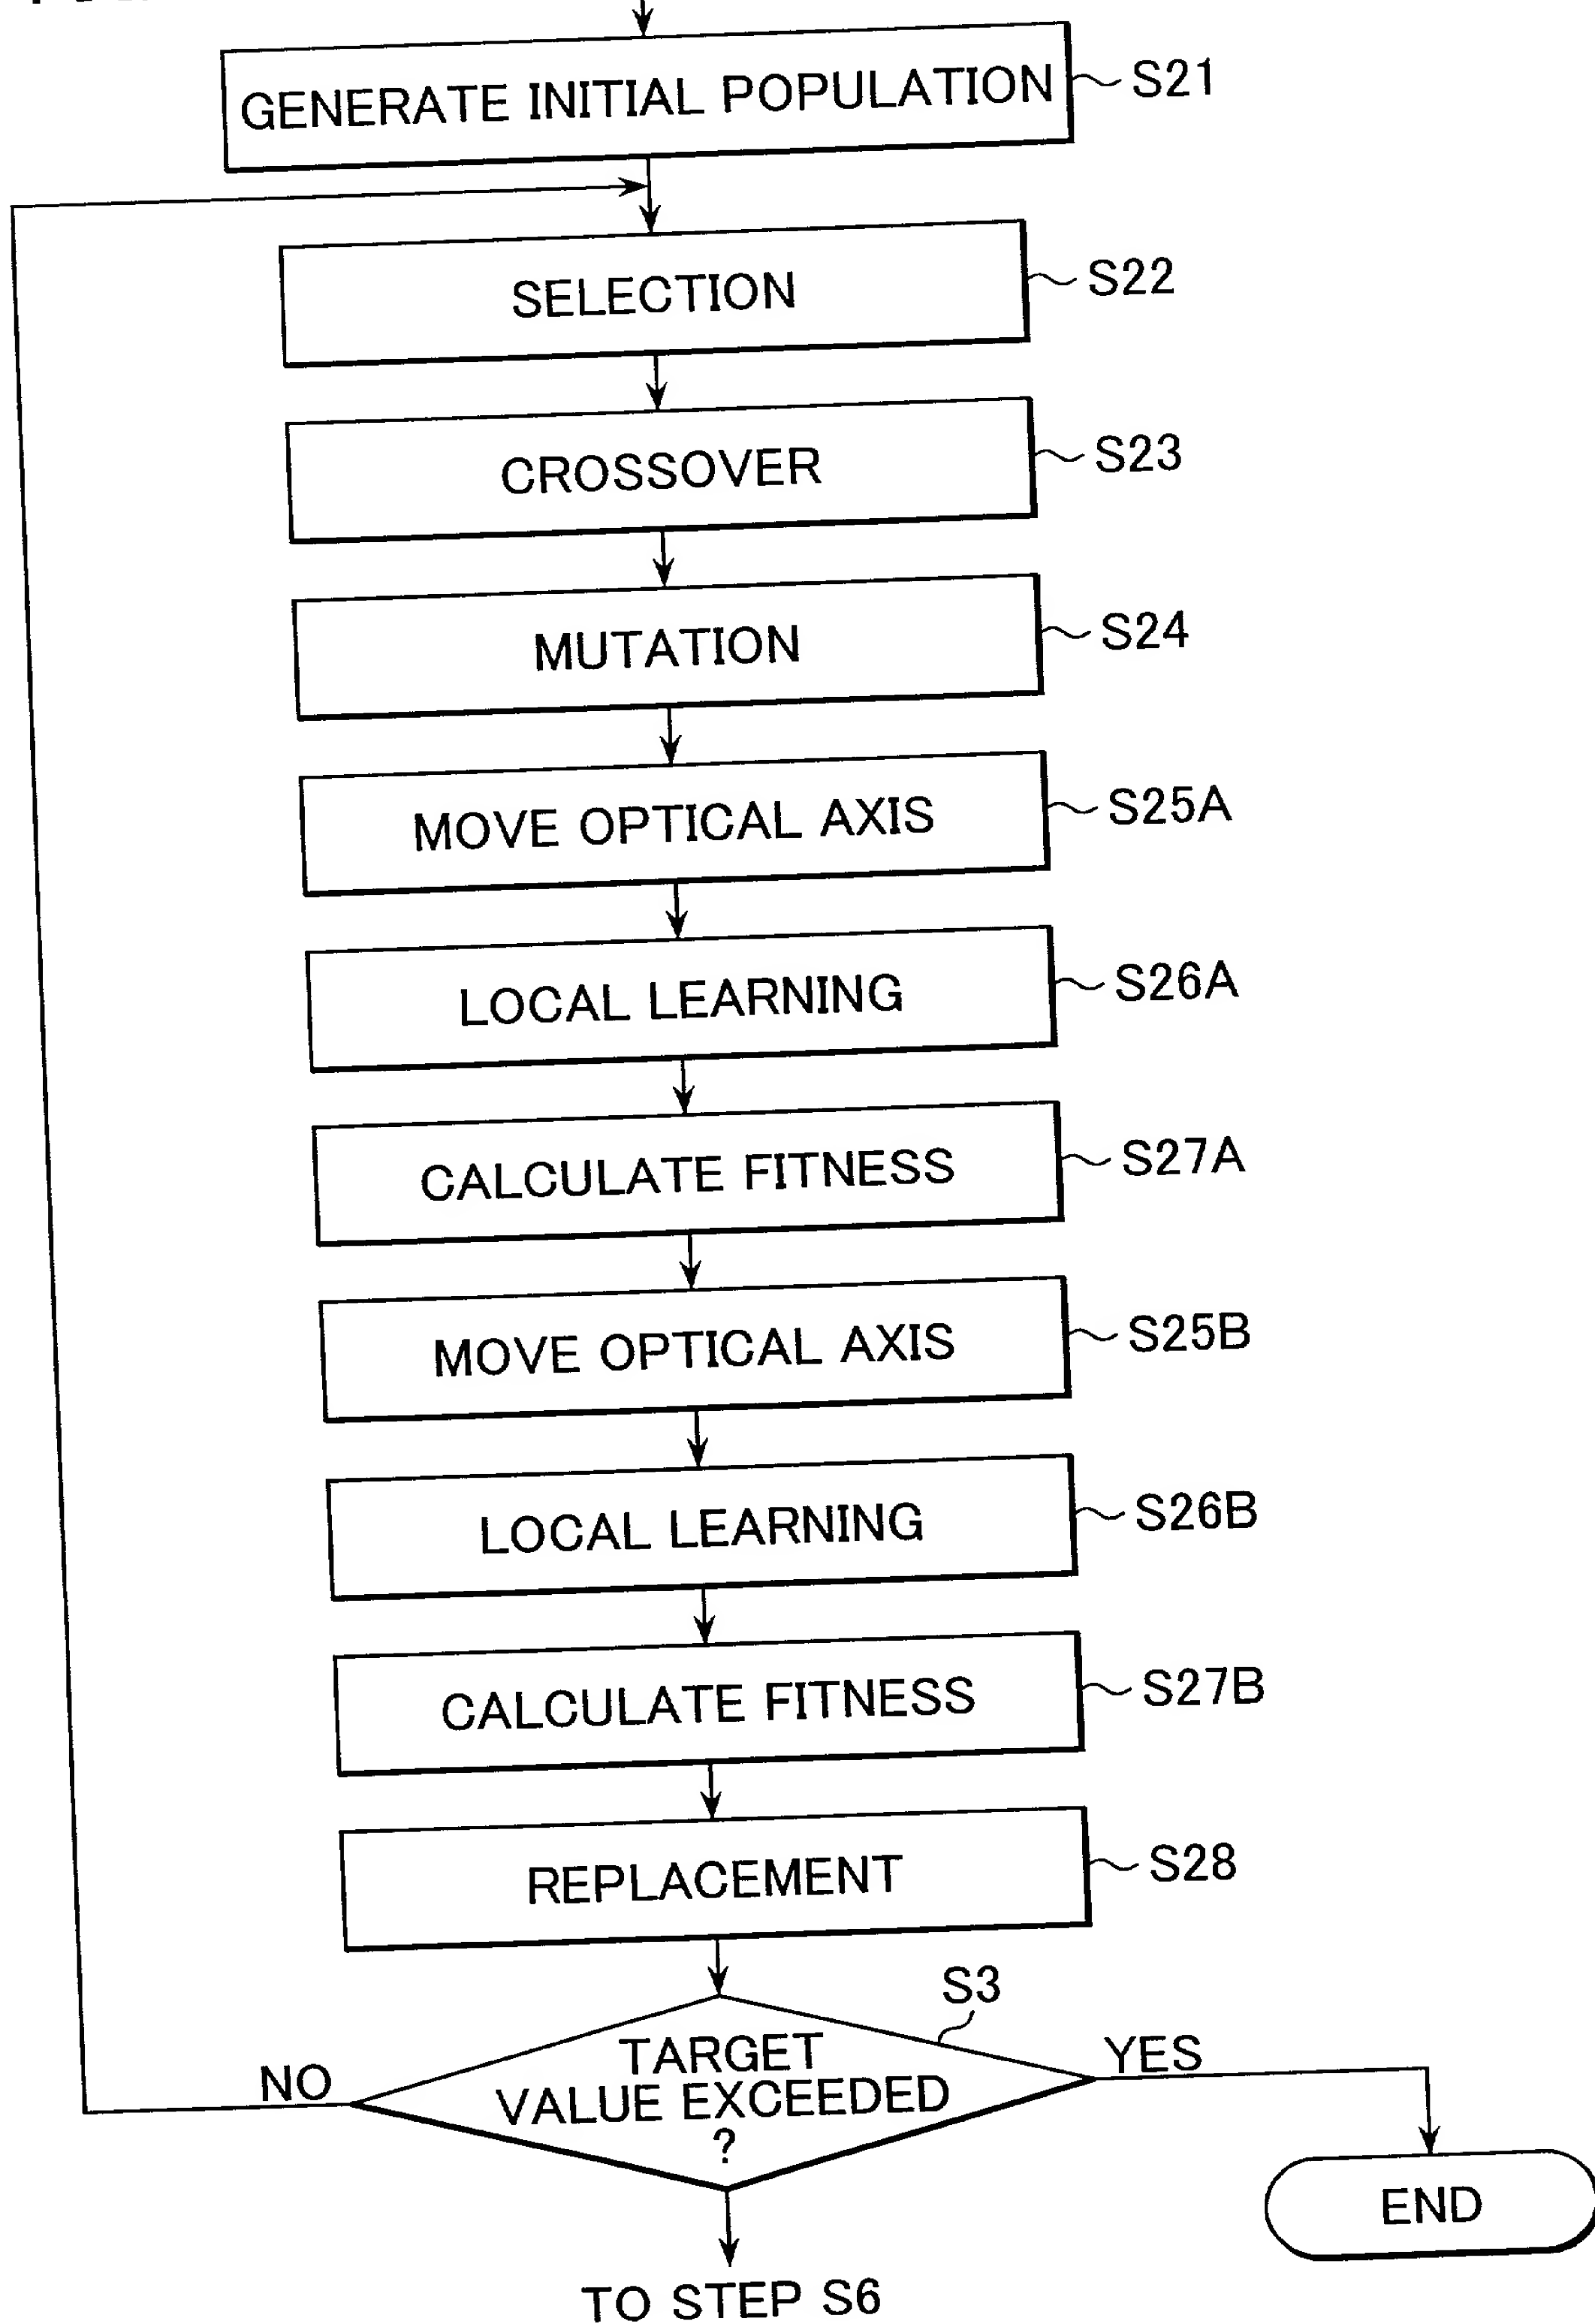 GENERATE INITIAL POPULATION
S21
SELECTION
S22
CROSSOVER
S23
MUTATION
S24
MOVE OPTICAL AXIS
S25A
LOCAL LEARNING
S26A
CALCULATE FITNESS
S27A
MOVE OPTICAL AXIS
S25B
LOCAL LEARNING
S26B
CALCULATE FITNESS
S27B
REPLACEMENT
S28
S3
NO
TARGET
VALUE EXCEEDED
?
YES
END
TO STEP S6